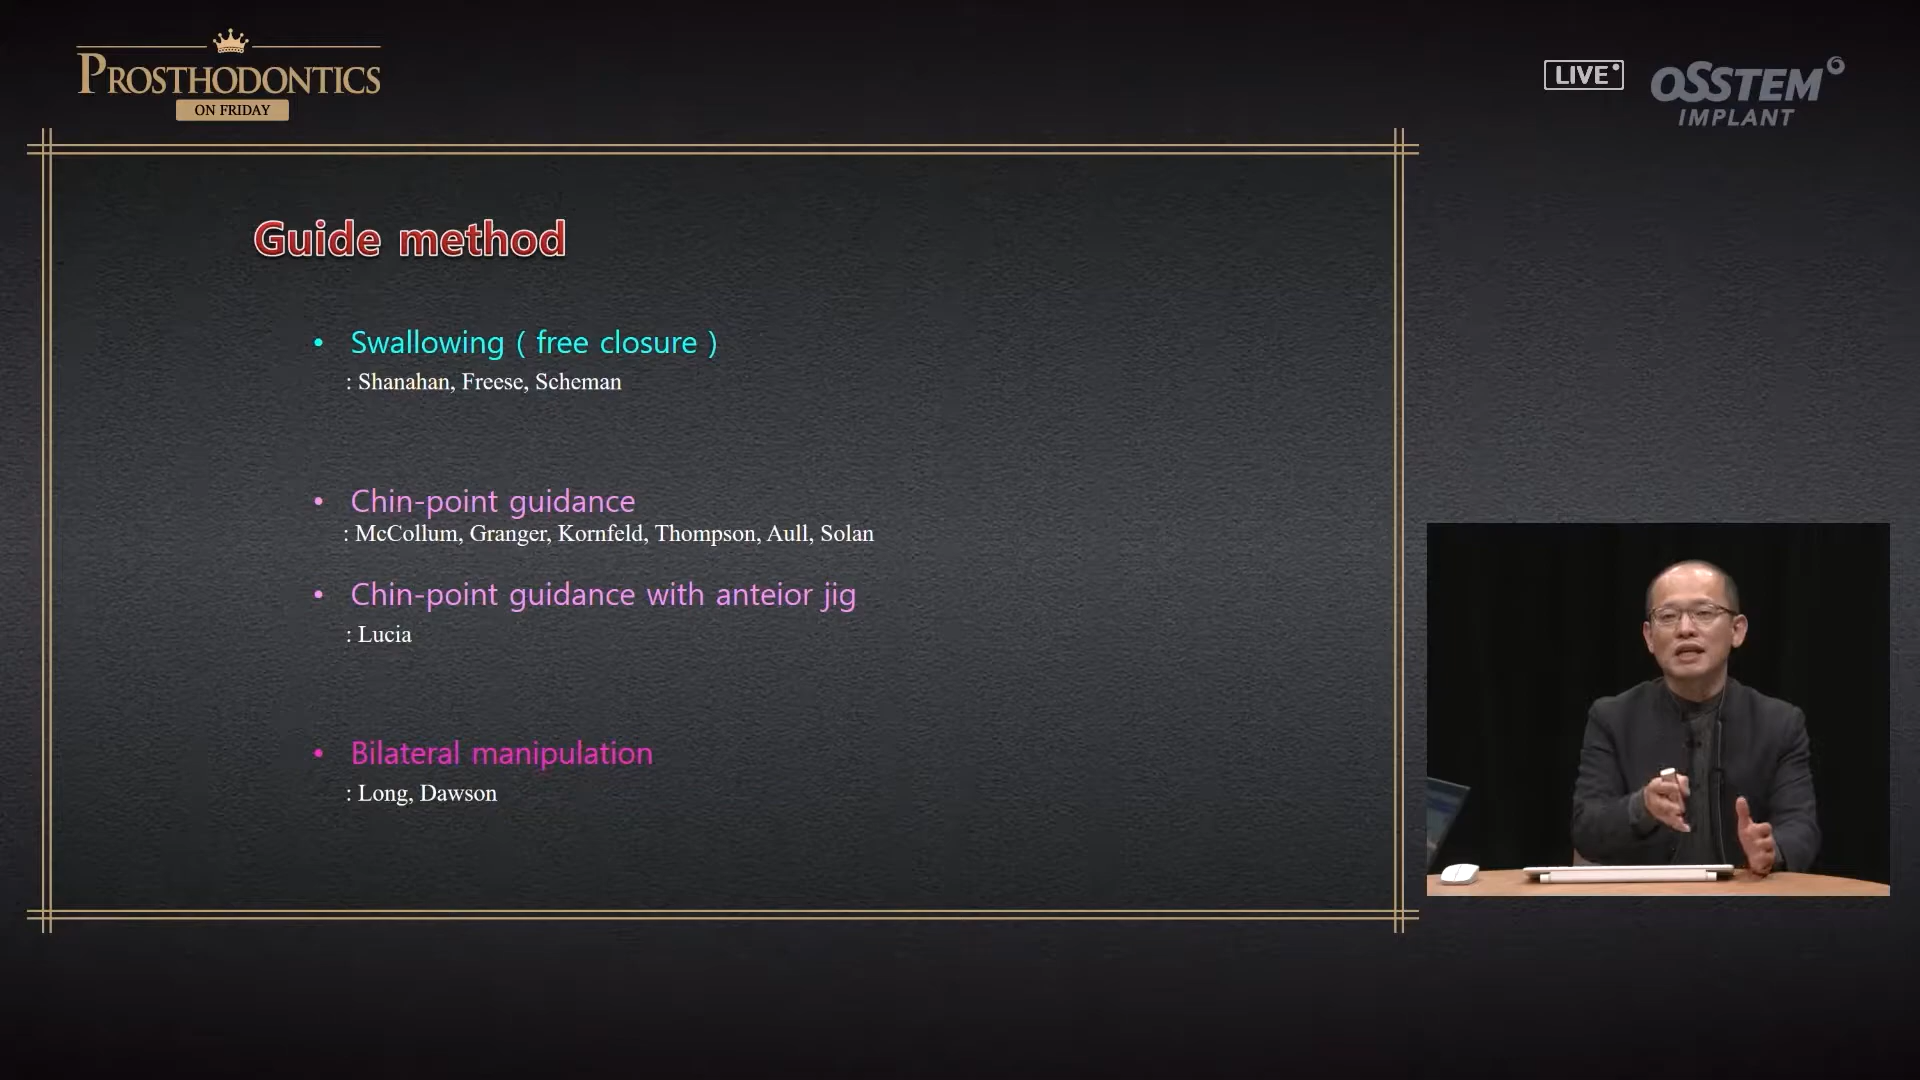 PROSTHODONTICS
ON FRIDAY
LIVE
OSSTEM
IMPLANT
Guide method
• Swallowing ( free closure )
: Shanahan, Freese, Scheman
• Chin-point guidance
: McCollum, Granger, Kornfeld, Thompson, Aull, Solan
• Chin-point guidance with anteior jig
: Lucia
• Bilateral manipulation
: Long, Dawson